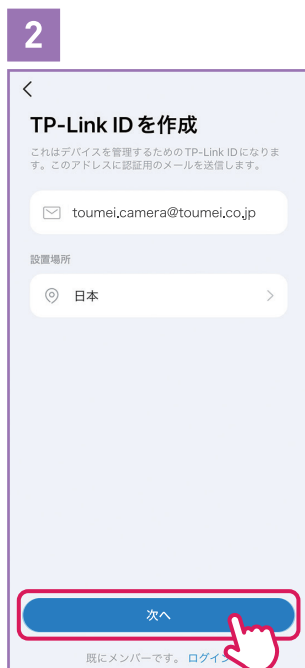 2
TP-Link IDを作成
これはデバイスを管理するためのTP-Link IDになりま
す。このアドレスに認証用のメールを送信します。
toumei.camera@toumei.co.jp
設置場所
日本
次へ
既にメンバーです。 ログイ